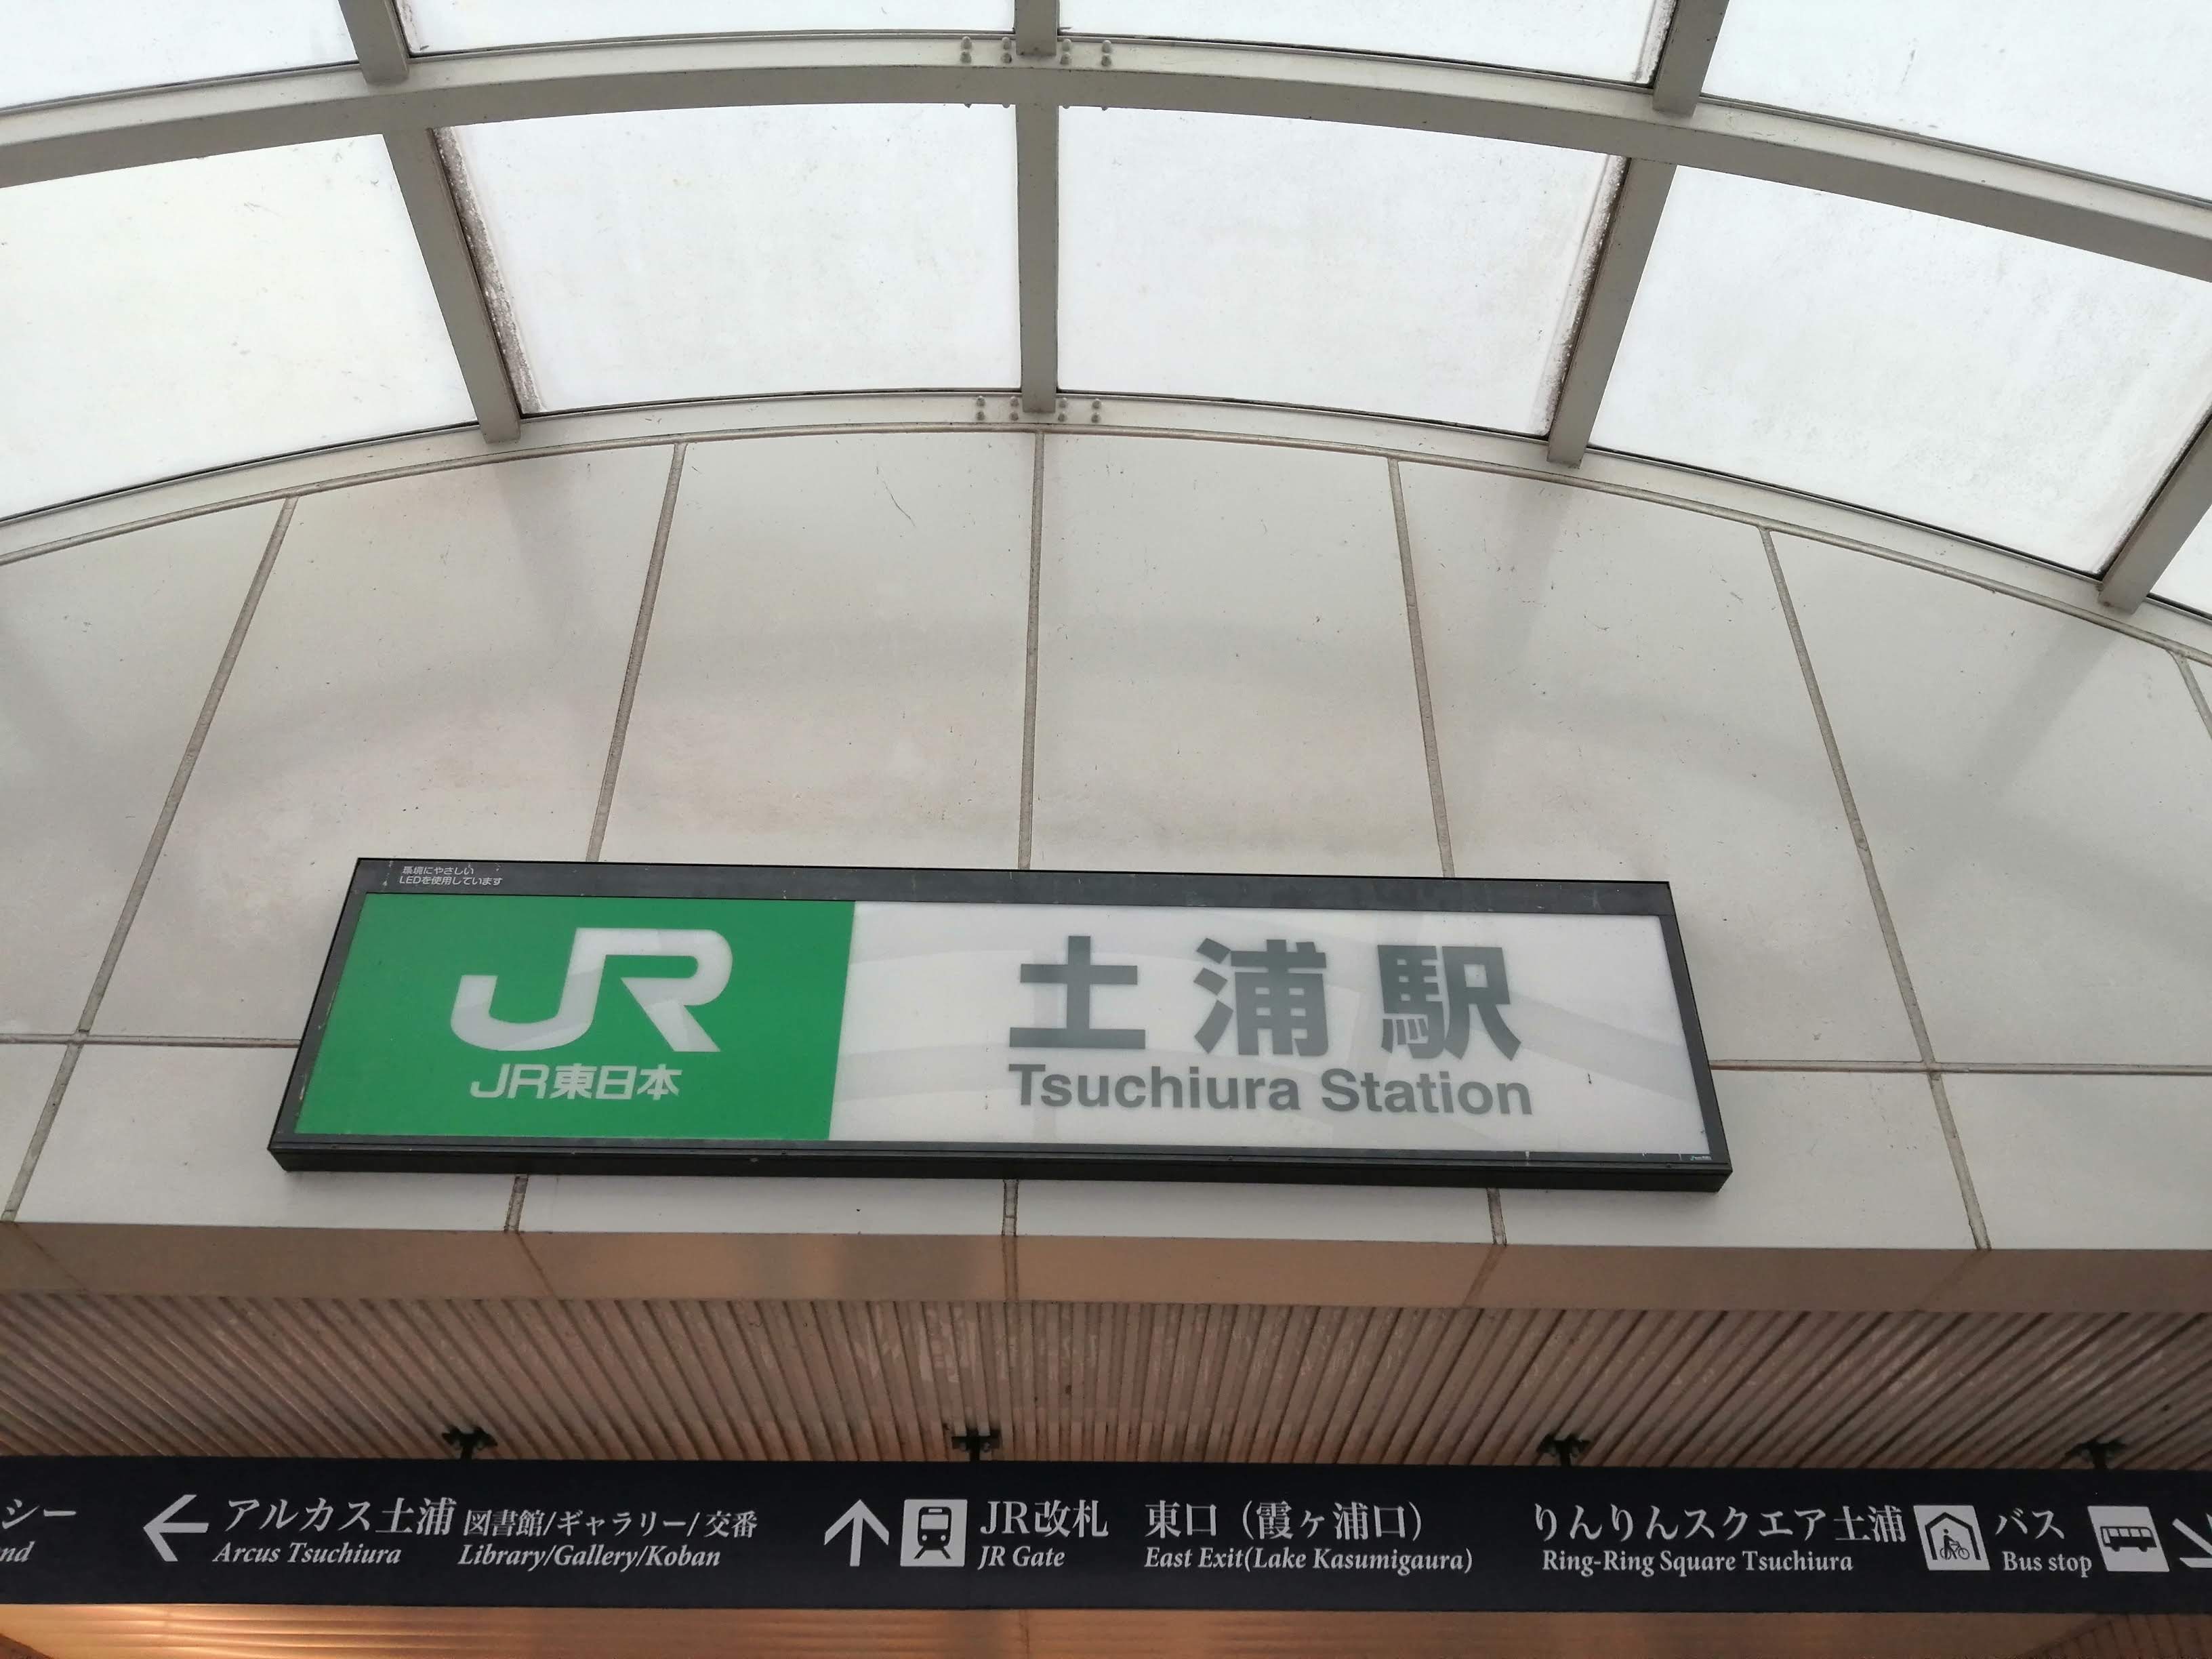 環境にやさしい
LEDを使用しています
JR
JR東日本
土浦駅
Tsuchiura Station
シー
nd
アルカス土浦 図書館/ギャラリー/交番
Arcus Tsuchiura Library/Gallery/Koban
JR改札 東口（霞ヶ浦口）
JR Gate East Exit(Lake Kasumigaura)
りんりんスクエア土浦 バス
Ring-Ring Square Tsuchiura Bus stop